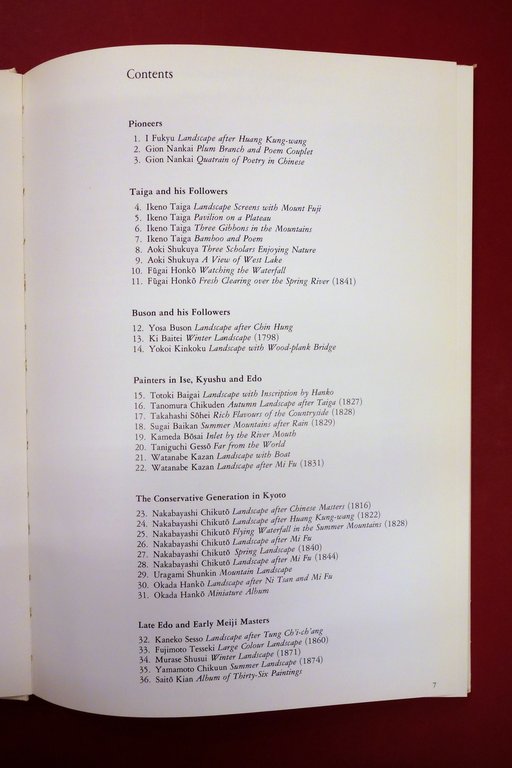 Contents
Pioneers
1. I Fukyu Landscape after Huang Kung-wang
2. Gion Nankai Plum Branch and Poem Couplet
3. Gion Nankai Quatrain of Poetry in Chinese
Taiga and his Followers
4. Ikeno Taiga Landscape Screens with Mount Fuji
5. Ikeno Taiga Pavilion on a Plateau
6. Ikeno Taiga Three Gibbons in the Mountains
7. Ikeno Taiga Bamboo and Poem
8. Aoki Shukuya Three Scholars Enjoying Nature
9. Aoki Shukuya A View of West Lake
10. Fūgai Honkō Watching the Waterfall
11. Fūgai Honkō Fresh Clearing over the Spring River (1841)
Buson and his Followers
12. Yosa Buson Landscape after Chin Hung
13. Ki Baitei Winter Landscape (1798)
14. Yokoi Kinkoku Landscape with Wood-plank Bridge
Painters in Ise, Kyushu and Edo
15. Totoki Baigai Landscape with Inscription by Hanko
16. Tanomura Chikuden Autumn Landscape after Taiga (1827)
17. Takahashi Sōhei Rich Flavours of the Countryside (1828)
18. Sugai Baikan Summer Mountains after Rain (1829)
19. Kameda Bōsai Inlet by the River Mouth
20. Taniguchi Gessō Far from the World
21. Watanabe Kazan Landscape with Boat
22. Watanabe Kazan Landscape after Mi Fu (1831)
The Conservative Generation in Kyoto
23. Nakabayashi Chikutō Landscape after Chinese Masters (1816)
24. Nakabayashi Chikutō Landscape after Huang Kung-wang (1822)
25. Nakabayashi Chikutō Flying Waterfall in the Summer Mountains (1828)
26. Nakabayashi Chikutō Landscape after Mi Fu
27. Nakabayashi Chikutō Spring Landscape (1840)
28. Nakabayashi Chikutō Landscape after Mi Fu (1844)
29. Uragami Shunkin Mountain Landscape
30. Okada Hankō Landscape after Ni Tsan and Mi Fu
31. Okada Hankō Miniature Album
Late Edo and Early Meiji Masters
32. Kaneko Sesso Landscape after Tung Ch'i-ch'ang
33. Fujimoto Tesseki Large Colour Landscape (1860)
34. Murase Shusui Winter Landscape (1871)
35. Yamamoto Chikuun Summer Landscape (1874)
36. Saitō Kian Album of Thirty-Six Paintings
7